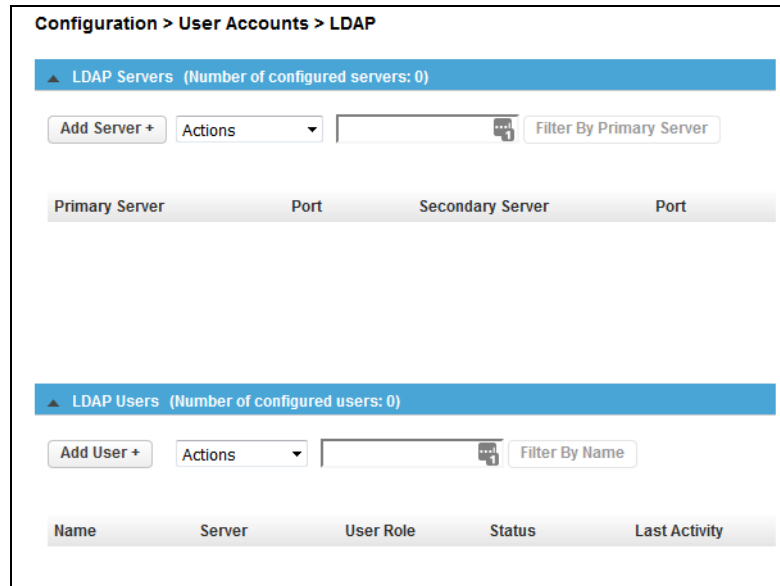 Configuration > User Accounts > LDAP
LDAP Servers (Number of configured servers: 0)
Add Server + Actions 1 Filter By Primary Server
Primary Server Port Secondary Server Port
LDAP Users (Number of configured users: 0)
Add User + Actions 1 Filter By Name
Name Server User Role Status Last Activity